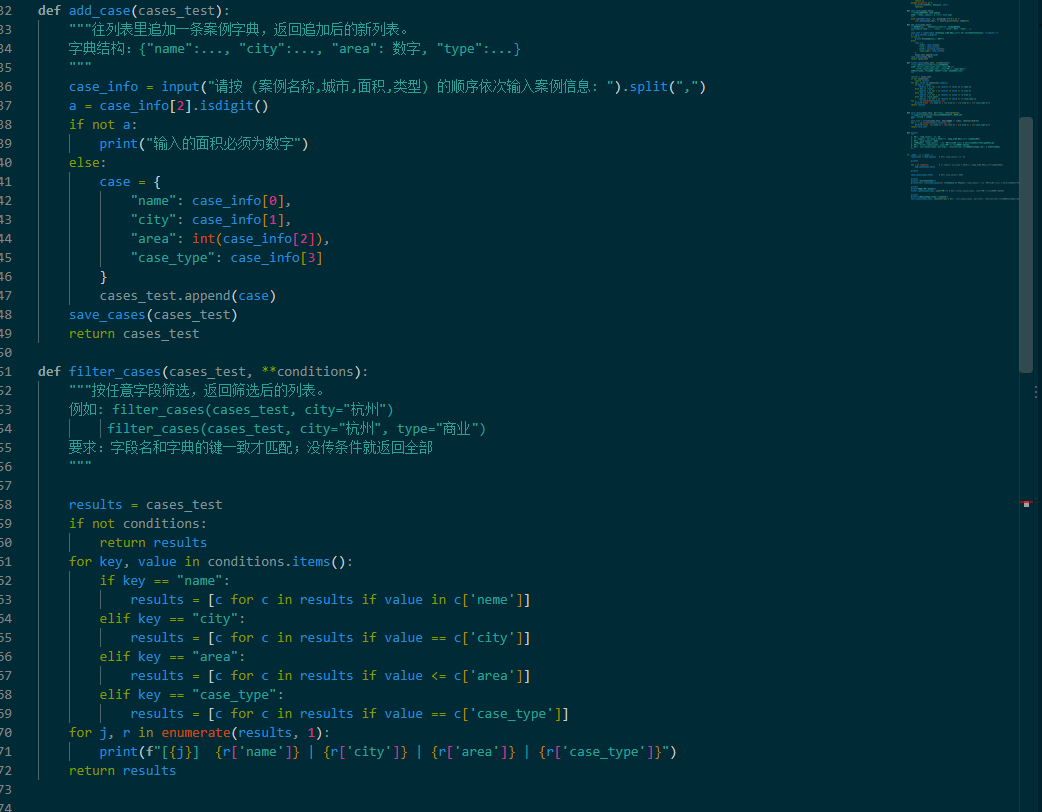 32 def add_case(cases_test):
33 """往列表里追加一条案例字典，返回追加后的新列表。
34 字典结构：{"name":..., "city":..., "area": 数字, "type":...}
35 """
36 case_info = input("请按 (案例名称,城市,面积,类型) 的顺序依次输入案例信息: ").split(",")
37 a = case_info[2].isdigit()
38 if not a:
39 print("输入的面积必须为数字")
40 else:
41 case = {
42 "name": case_info[0],
43 "city": case_info[1],
44 "area": int(case_info[2]),
45 "case_type": case_info[3]
46 }
47 cases_test.append(case)
48 save_cases(cases_test)
49 return cases_test
50
51 def filter_cases(cases_test, **conditions):
52 """按任意字段筛选，返回筛选后的列表。
53 例如: filter_cases(cases_test, city="杭州")
54 filter_cases(cases_test, city="杭州", type="商业")
55 要求：字段名和字典的键一致才匹配；没传条件就返回全部
56 """
57
58 results = cases_test
59 if not conditions:
60 return results
61 for key, value in conditions.items():
62 if key == "name":
63 results = [c for c in results if value in c['neme']]
64 elif key == "city":
65 results = [c for c in results if value == c['city']]
66 elif key == "area":
67 results = [c for c in results if value <= c['area']]
68 elif key == "case_type":
69 results = [c for c in results if value == c['case_type']]
70 for j, r in enumerate(results, 1):
71 print(f"[{j}]  {r['name']} | {r['city']} | {r['area']} | {r['case_type']}")
72 return results
73
74